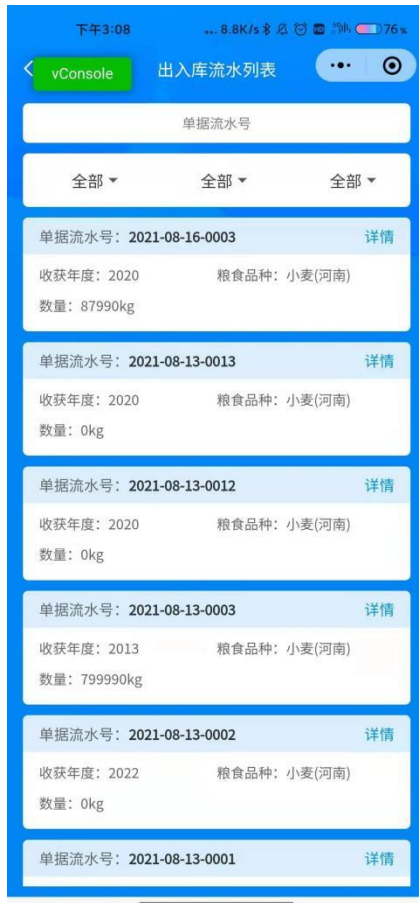 下午3:08 ... 8.8K/s HD 5G 76%
vConsole 出入库流水列表
单据流水号
全部 全部 全部
单据流水号：2021-08-16-0003 详情
收获年度：2020 粮食品种：小麦(河南)
数量：87990kg
单据流水号：2021-08-13-0013 详情
收获年度：2020 粮食品种：小麦(河南)
数量：0kg
单据流水号：2021-08-13-0012 详情
收获年度：2020 粮食品种：小麦(河南)
数量：0kg
单据流水号：2021-08-13-0003 详情
收获年度：2013 粮食品种：小麦(河南)
数量：799990kg
单据流水号：2021-08-13-0002 详情
收获年度：2022 粮食品种：小麦(河南)
数量：0kg
单据流水号：2021-08-13-0001 详情